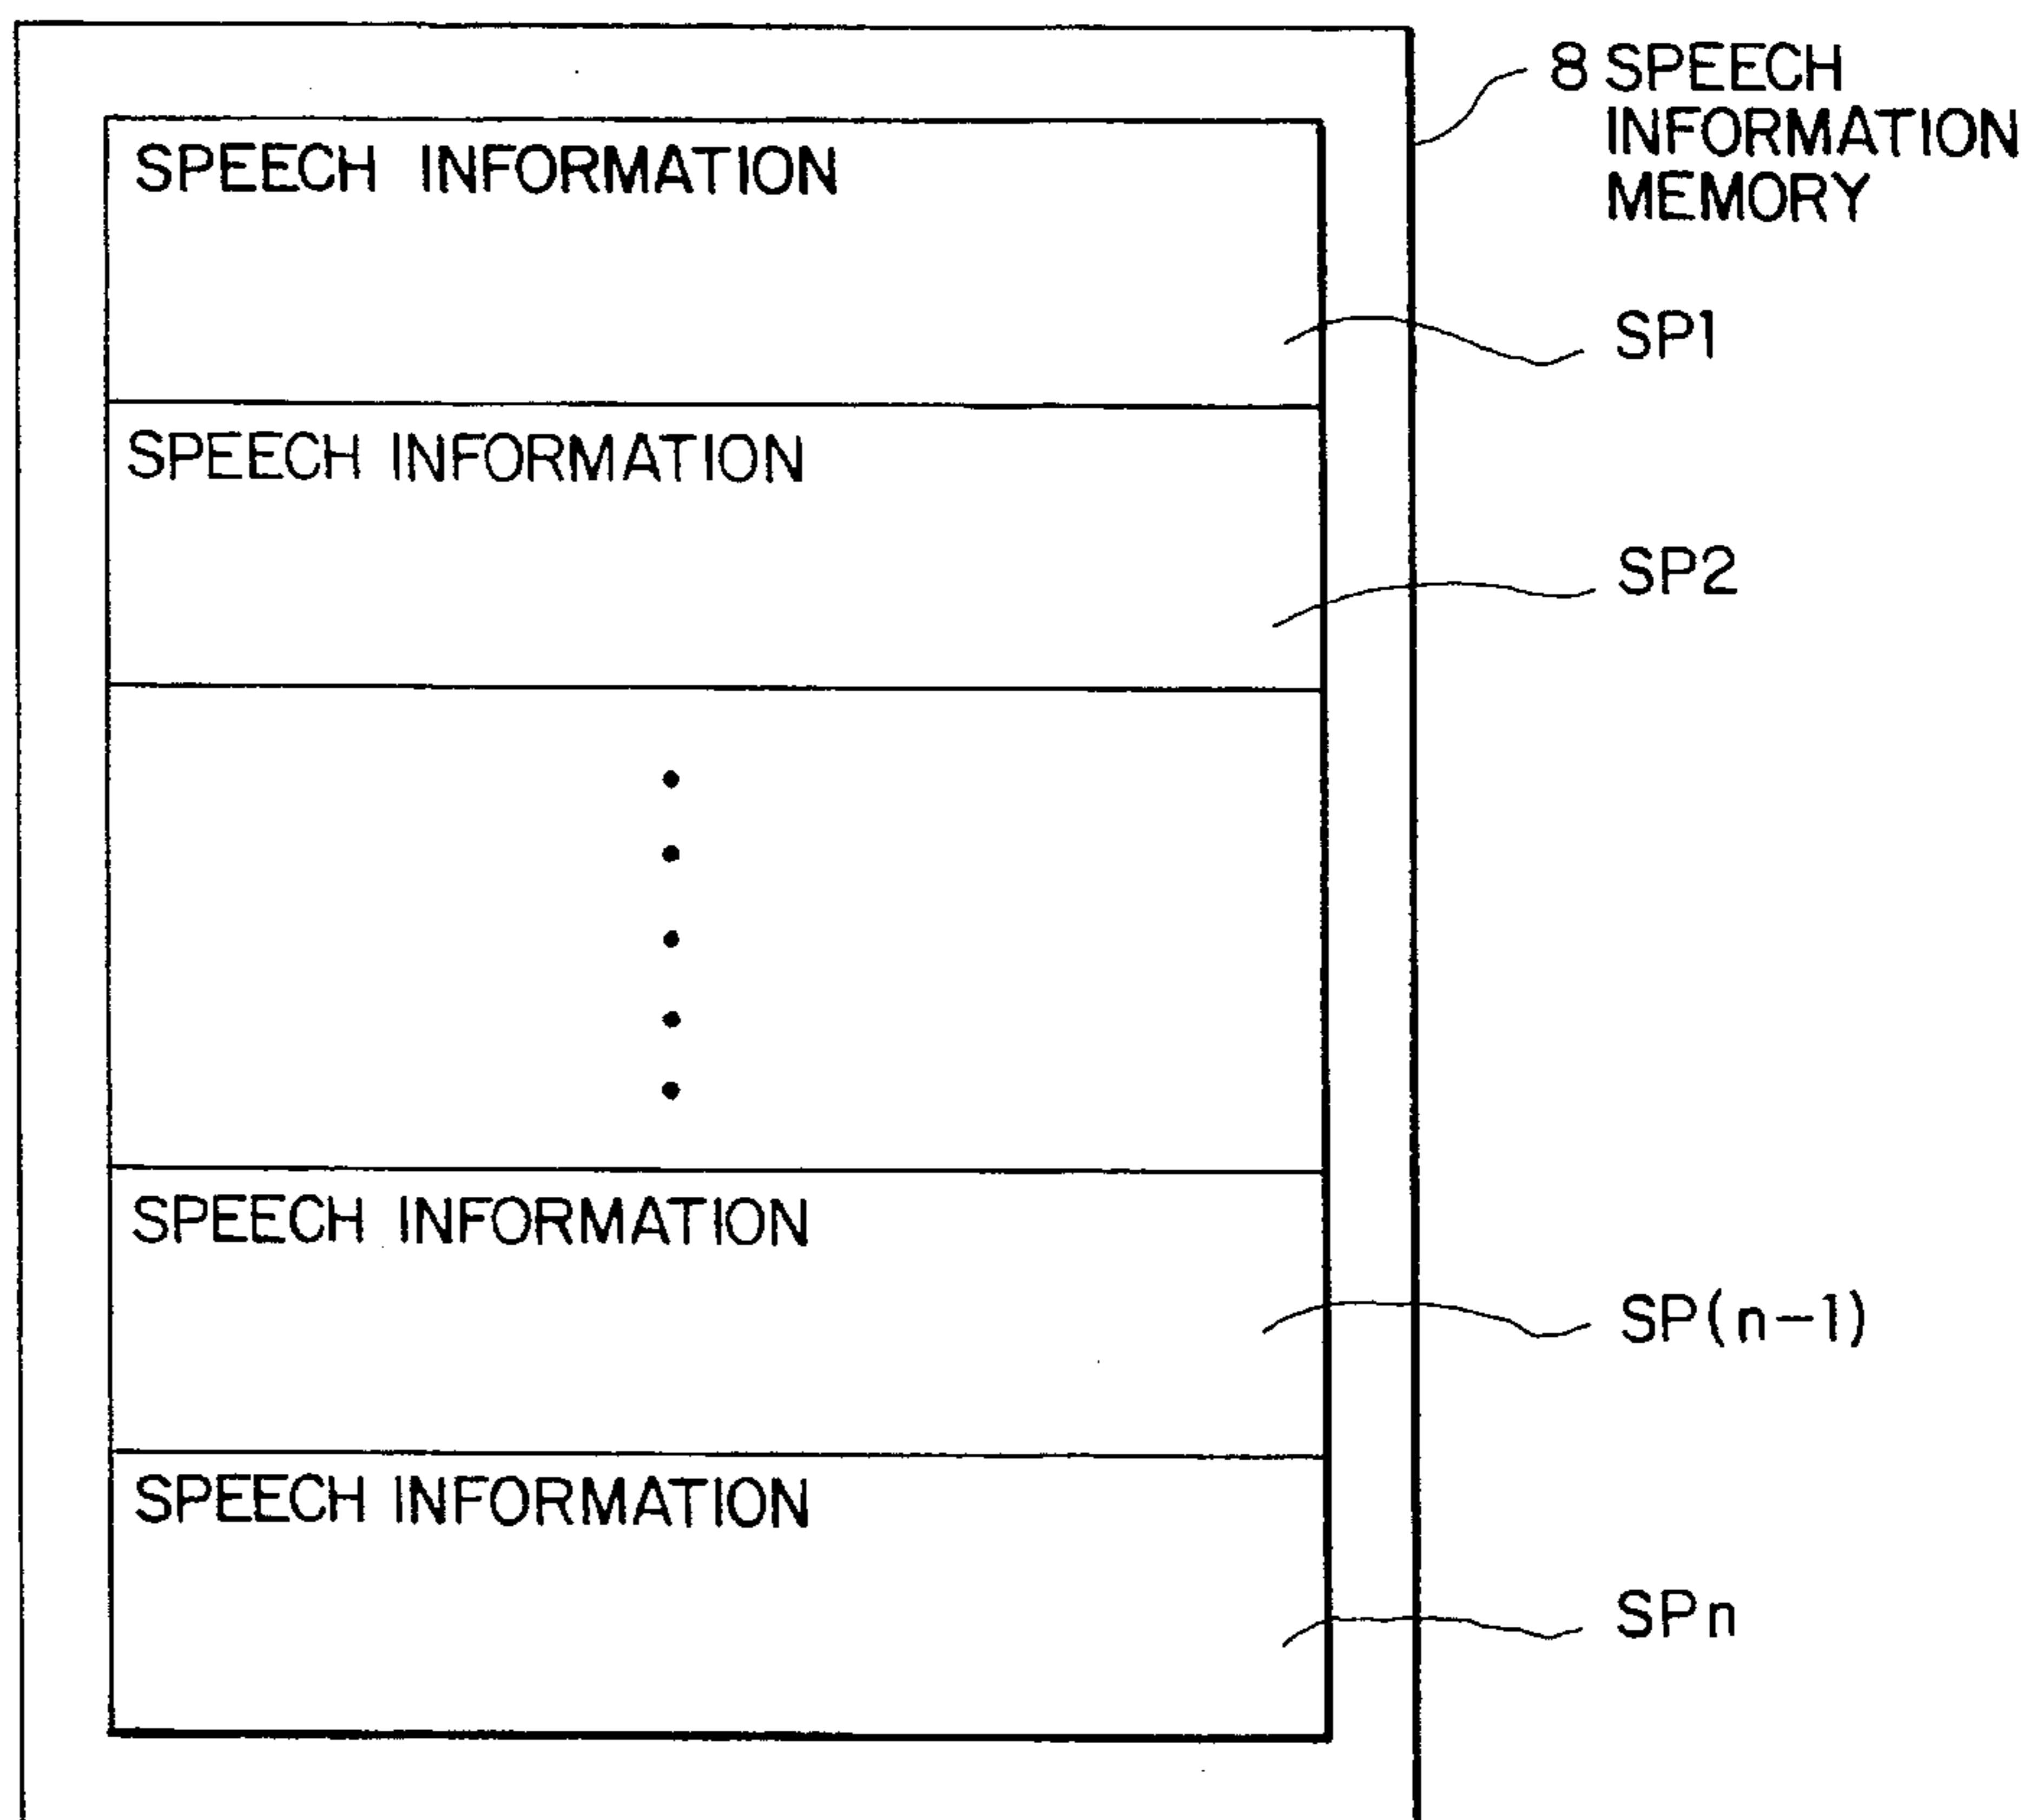 8 SPEECH
INFORMATION
MEMORY
SPEECH INFORMATION
SP1
SPEECH INFORMATION
SP2
SPEECH INFORMATION
SP(n-1)
SPEECH INFORMATION
SPn